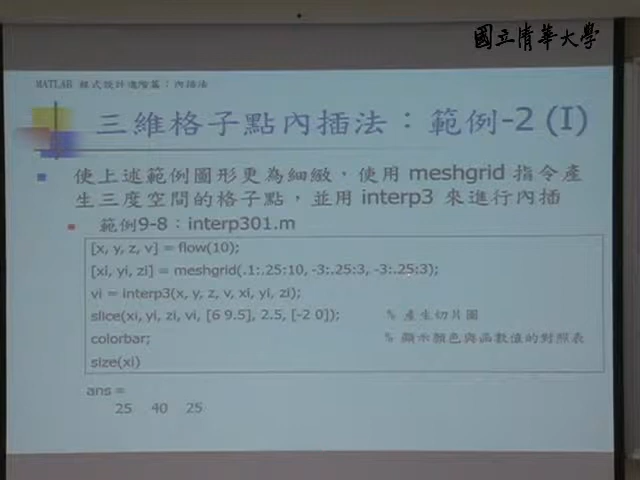 國立清華大學
MATLAB 程式設計進階篇：內插法
三維格子點內插法：範例-2 (I)
使上述範例圖形更為細緻，使用 meshgrid 指令產
生三度空間的格子點，並用 interp3 來進行內插
範例9-8：interp301.m
[x, y, z, v] = flow(10);
[xi, yi, zi] = meshgrid(.1:.25:10, -3:.25:3, -3:.25:3);
vi = interp3(x, y, z, v, xi, yi, zi);
slice(xi, yi, zi, vi, [6 9.5], 2.5, [-2 0]); % 產生切片圖
colorbar; % 顯示顏色與函數值的對照表
size(xi)
ans =
25 40 25